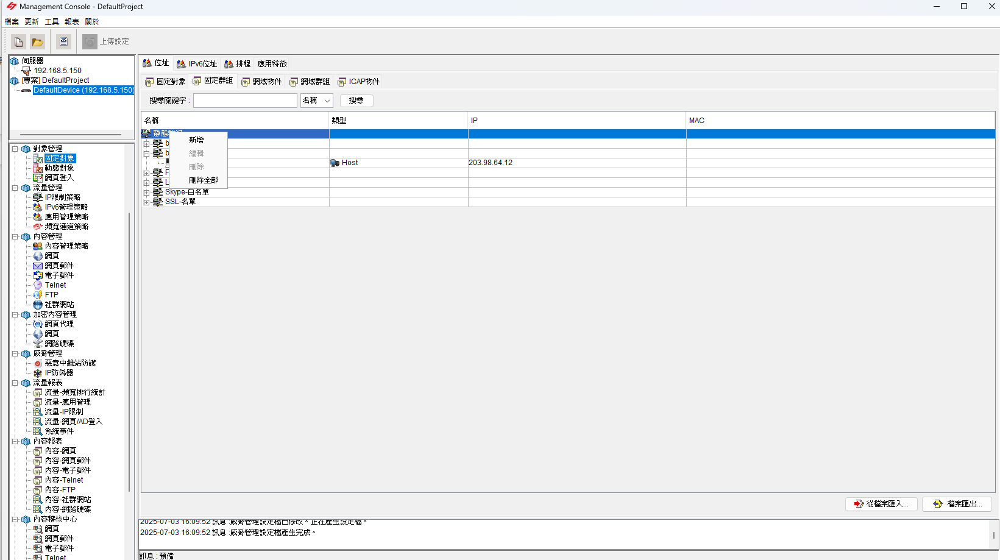 Management Console - DefaultProject
檔案 更新 工具 報表 關於
上傳設定
伺服器
192.168.5.150
[專案] DefaultProject
DefaultDevice (192.168.5.150)
對象管理
固定對象
動態對象
網頁登入
流量管理
IP限制策略
IPv6管理策略
應用管理策略
頻寬通道策略
內容管理
內容管理策略
網頁
網頁郵件
電子郵件
Telnet
FTP
社群網站
加密內容管理
網頁代理
網頁
網路硬碟
威脅管理
惡意中繼站防護
IP防偽器
流量報表
流量-頻寬排行統計
流量-應用管理
流量-IP限制
流量-網頁/AD登入
系統事件
內容報表
內容-網頁
內容-網頁郵件
內容-電子郵件
內容-Telnet
內容-FTP
內容-社群網站
內容-網路硬碟
內容稽核中心
網頁
網頁郵件
電子郵件
Telnet
位址 IPv6位址 排程 應用特徵
固定對象 固定群組 網域物件 網域群組 ICAP物件
搜尋關鍵字 : 名稱 搜尋
名稱 類型 IP MAC
靜態群組
b
b
Host 203.98.64.12
F
L
Skype-白名單
SSL-名單
新增
編輯
刪除
刪除全部
從檔案匯入... 檔案匯出...
2025-07-03 16:09:52 訊息 :威脅管理設定檔已修改。正在產生設定檔。
2025-07-03 16:09:52 訊息 :威脅管理設定檔產生完成。
訊息 : 預備